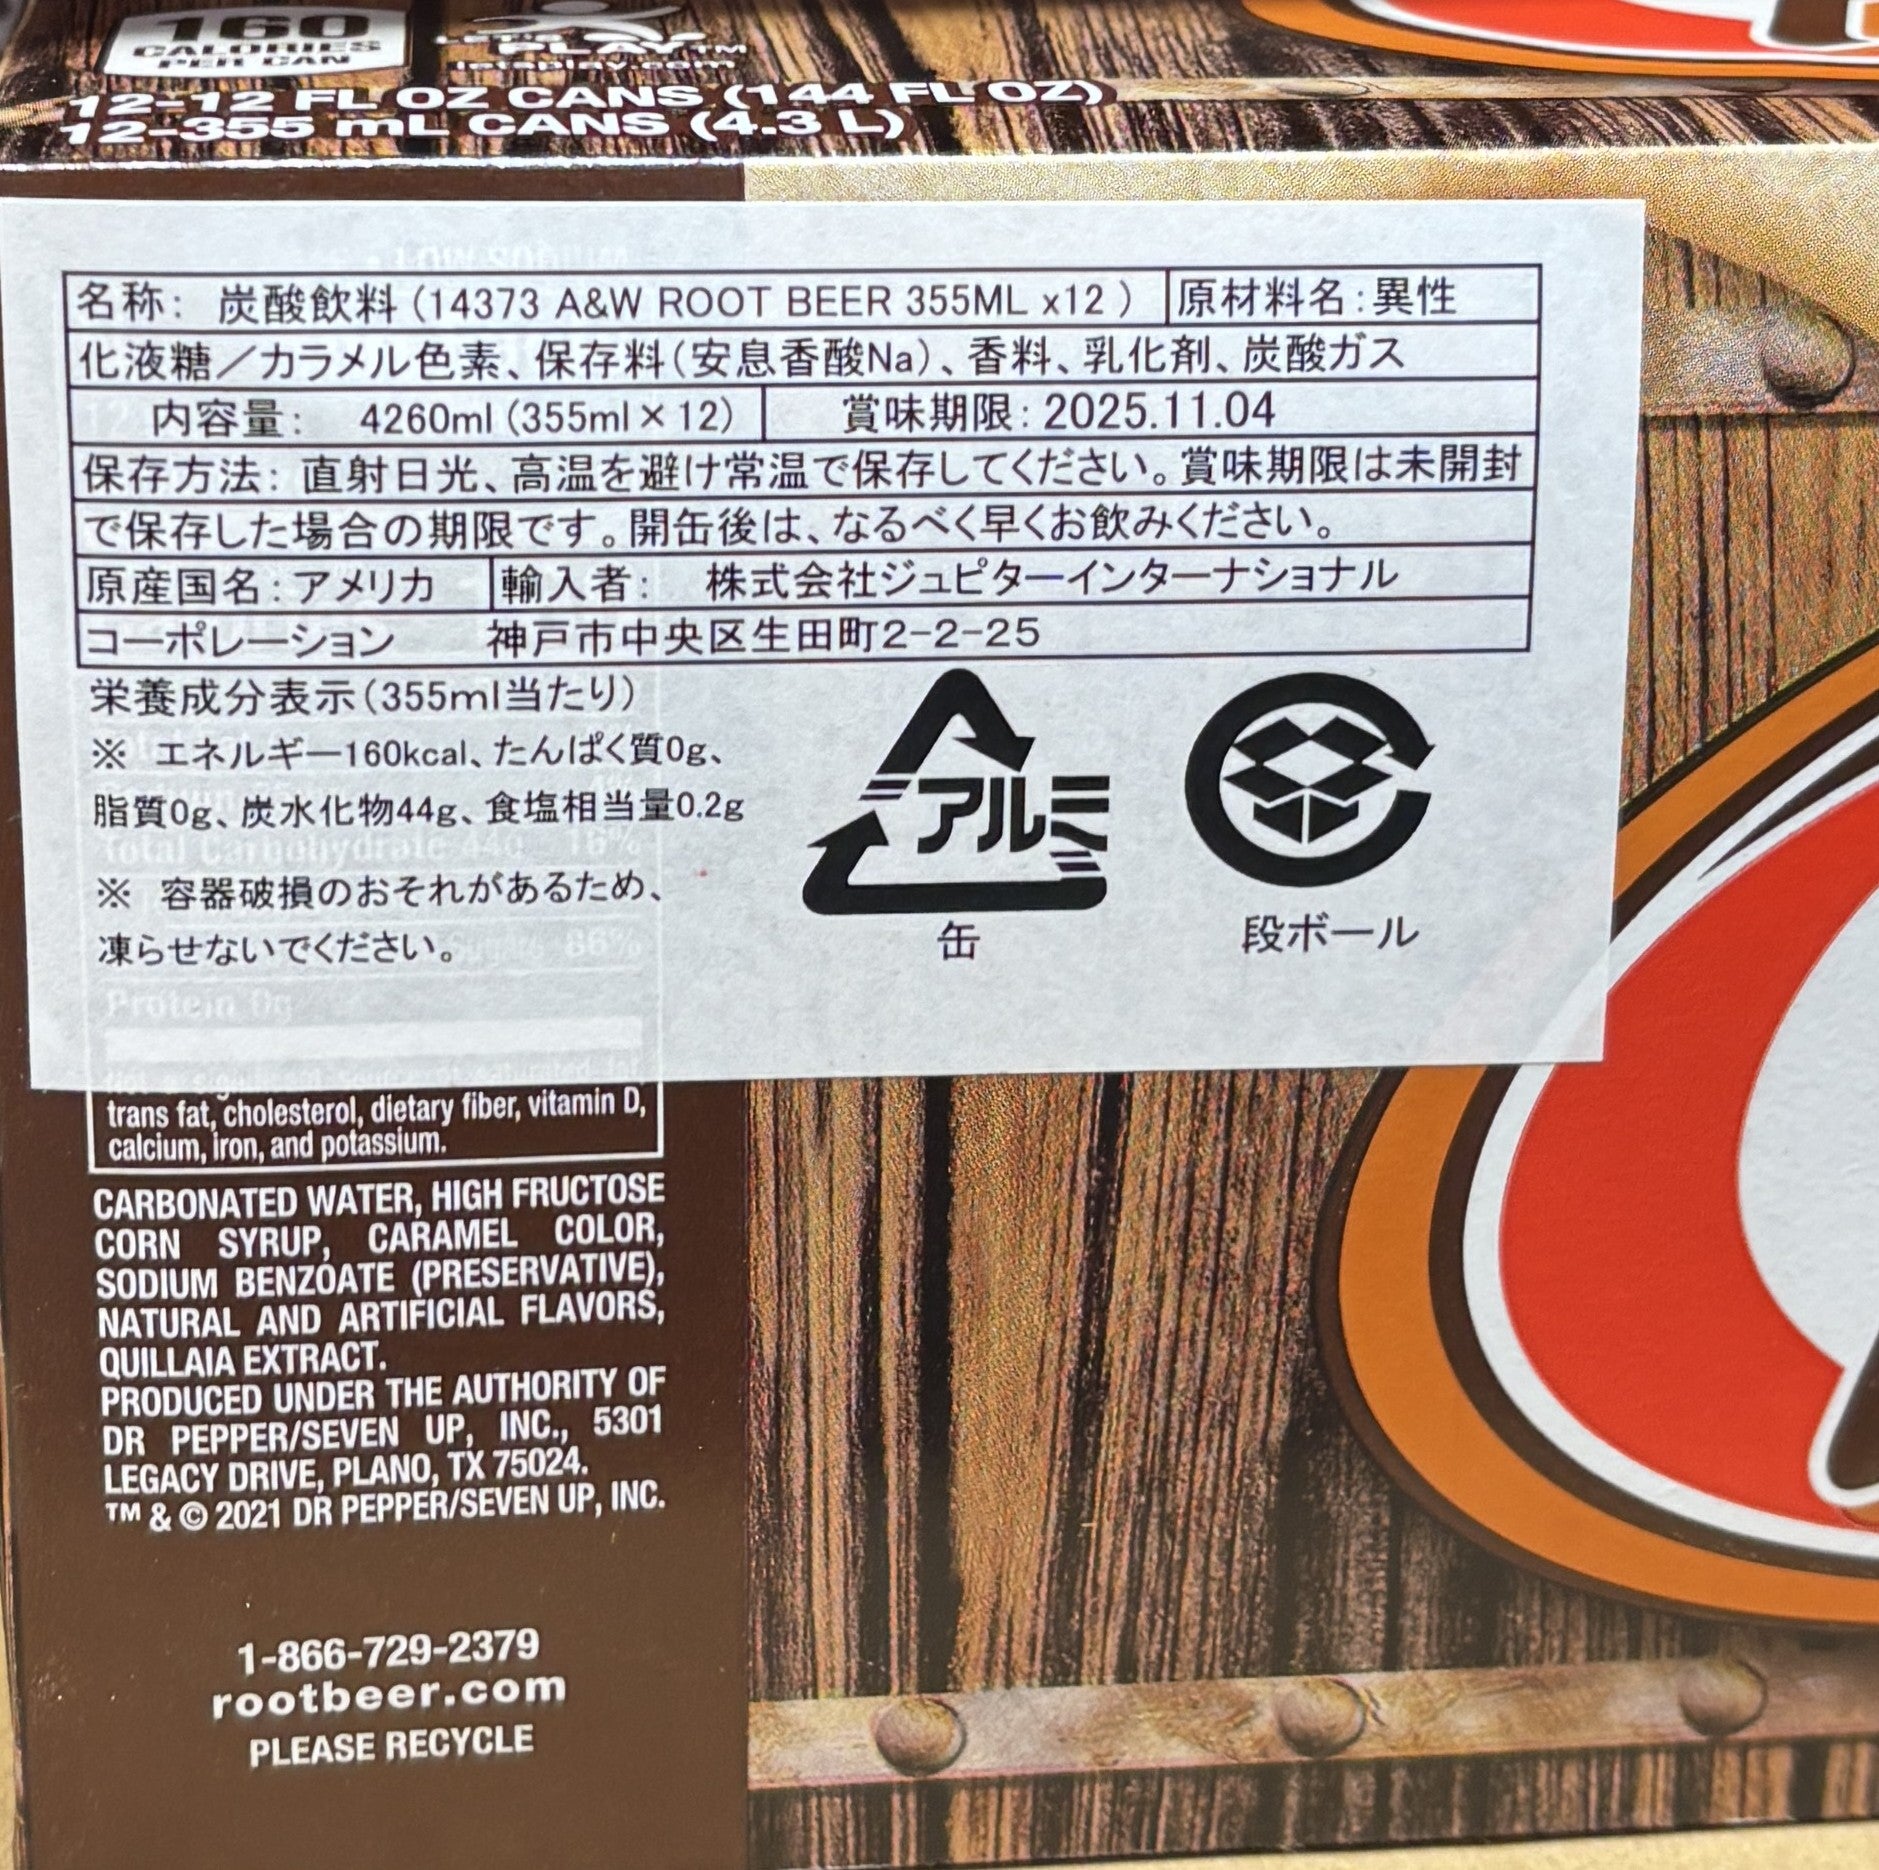 160
CALORIES
PER CAN
LET'S
PLAY™
letsplay.com
12-12 FL OZ CANS (144 FL OZ)
12-355 mL CANS (4.3 L)
名称： 炭酸飲料（14373 A&W ROOT BEER 355ML x12 ） 原材料名：異性
化液糖／カラメル色素、保存料（安息香酸Na）、香料、乳化剤、炭酸ガス
内容量： 4260ml（355ml×12） 賞味期限：2025.11.04
保存方法：直射日光、高温を避け常温で保存してください。賞味期限は未開封
で保存した場合の期限です。開缶後は、なるべく早くお飲みください。
原産国名：アメリカ 輸入者： 株式会社ジュピターインターナショナル
コーポレーション 神戸市中央区生田町2-2-25
栄養成分表示（355ml当たり）
※ エネルギー160kcal、たんぱく質0g、
脂質0g、炭水化物44g、食塩相当量0.2g
※ 容器破損のおそれがあるため、
凍らせないでください。
アルミ
缶
段ボール
Total Carbohydrate 44g 16%
86%
Protein 0g
trans fat, cholesterol, dietary fiber, vitamin D,
calcium, iron, and potassium.
CARBONATED WATER, HIGH FRUCTOSE
CORN SYRUP, CARAMEL COLOR,
SODIUM BENZOATE (PRESERVATIVE),
NATURAL AND ARTIFICIAL FLAVORS,
QUILLAIA EXTRACT.
PRODUCED UNDER THE AUTHORITY OF
DR PEPPER/SEVEN UP, INC., 5301
LEGACY DRIVE, PLANO, TX 75024.
TM & © 2021 DR PEPPER/SEVEN UP, INC.
1-866-729-2379
rootbeer.com
PLEASE RECYCLE